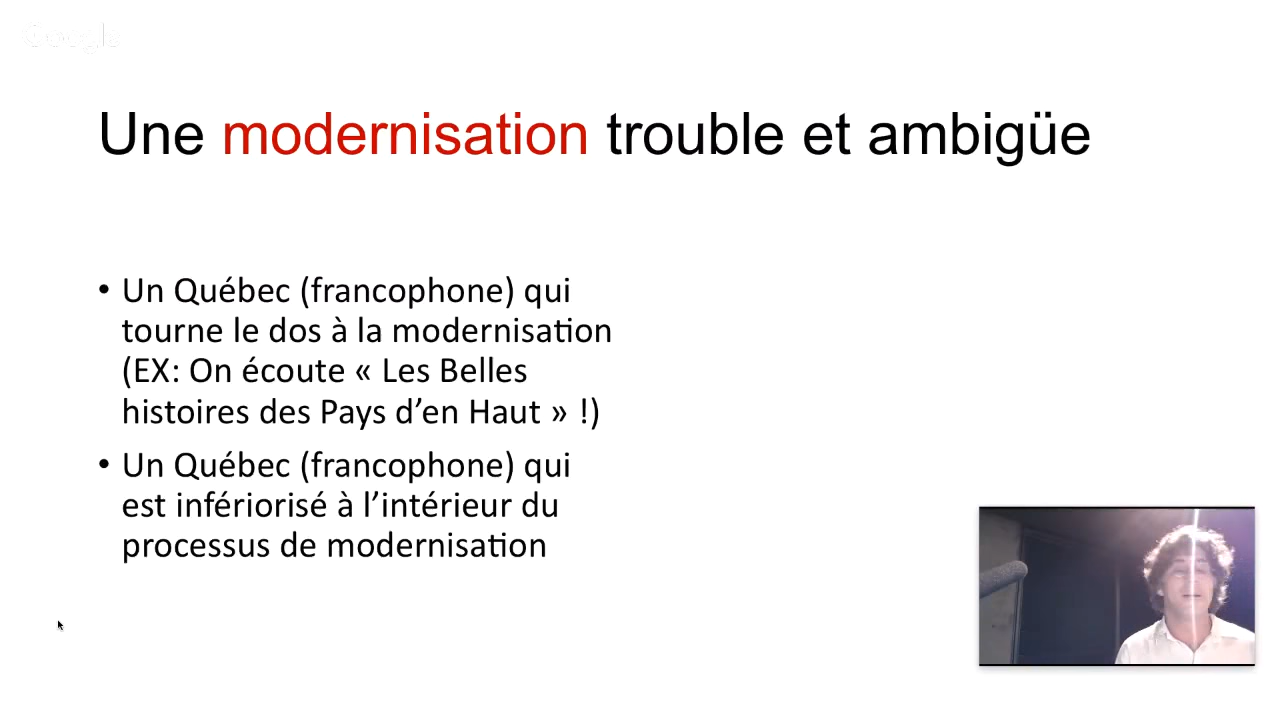 Google
Une modernisation trouble et ambigüe
• Un Québec (francophone) qui
tourne le dos à la modernisation
(EX: On écoute « Les Belles
histoires des Pays d’en Haut » !)
• Un Québec (francophone) qui
est infériorisé à l’intérieur du
processus de modernisation